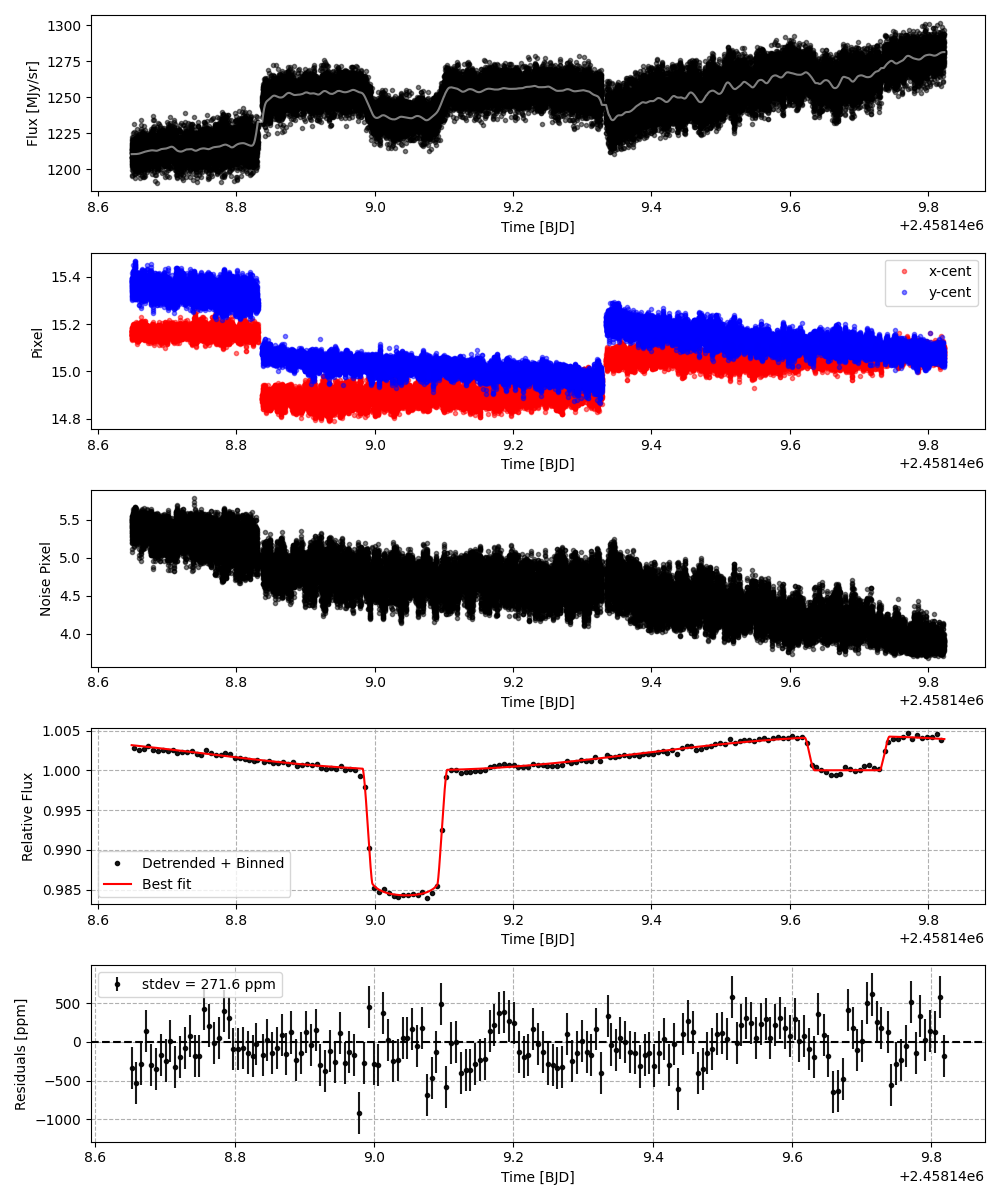 1300
1275
1250
1225
1200
Flux [MJy/sr]
8.6 8.8 9.0 9.2 9.4 9.6 9.8
Time [BJD]
+2.45814e6
15.4
15.2
15.0
14.8
Pixel
x-cent
y-cent
8.6 8.8 9.0 9.2 9.4 9.6 9.8
Time [BJD]
+2.45814e6
5.5
5.0
4.5
4.0
Noise Pixel
8.6 8.8 9.0 9.2 9.4 9.6 9.8
Time [BJD]
+2.45814e6
1.005
1.000
0.995
0.990
0.985
Relative Flux
Detrended + Binned
Best fit
8.6 8.8 9.0 9.2 9.4 9.6 9.8
Time [BJD]
+2.45814e6
500
0
−500
−1000
Residuals [ppm]
stdev = 271.6 ppm
8.6 8.8 9.0 9.2 9.4 9.6 9.8
Time [BJD]
+2.45814e6